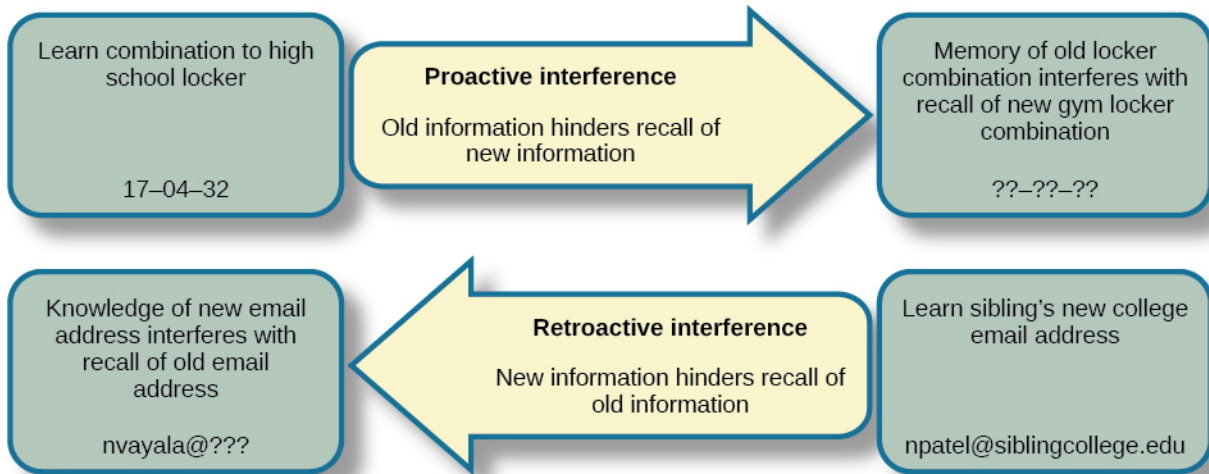 Learn combination to high
school locker
17–04–32
Proactive interference
Old information hinders recall of
new information
Memory of old locker
combination interferes with
recall of new gym locker
combination
??–??–??
Knowledge of new email
address interferes with
recall of old email
address
nvayala@???
Retroactive interference
New information hinders recall of
old information
Learn sibling’s new college
email address
npatel@siblingcollege.edu